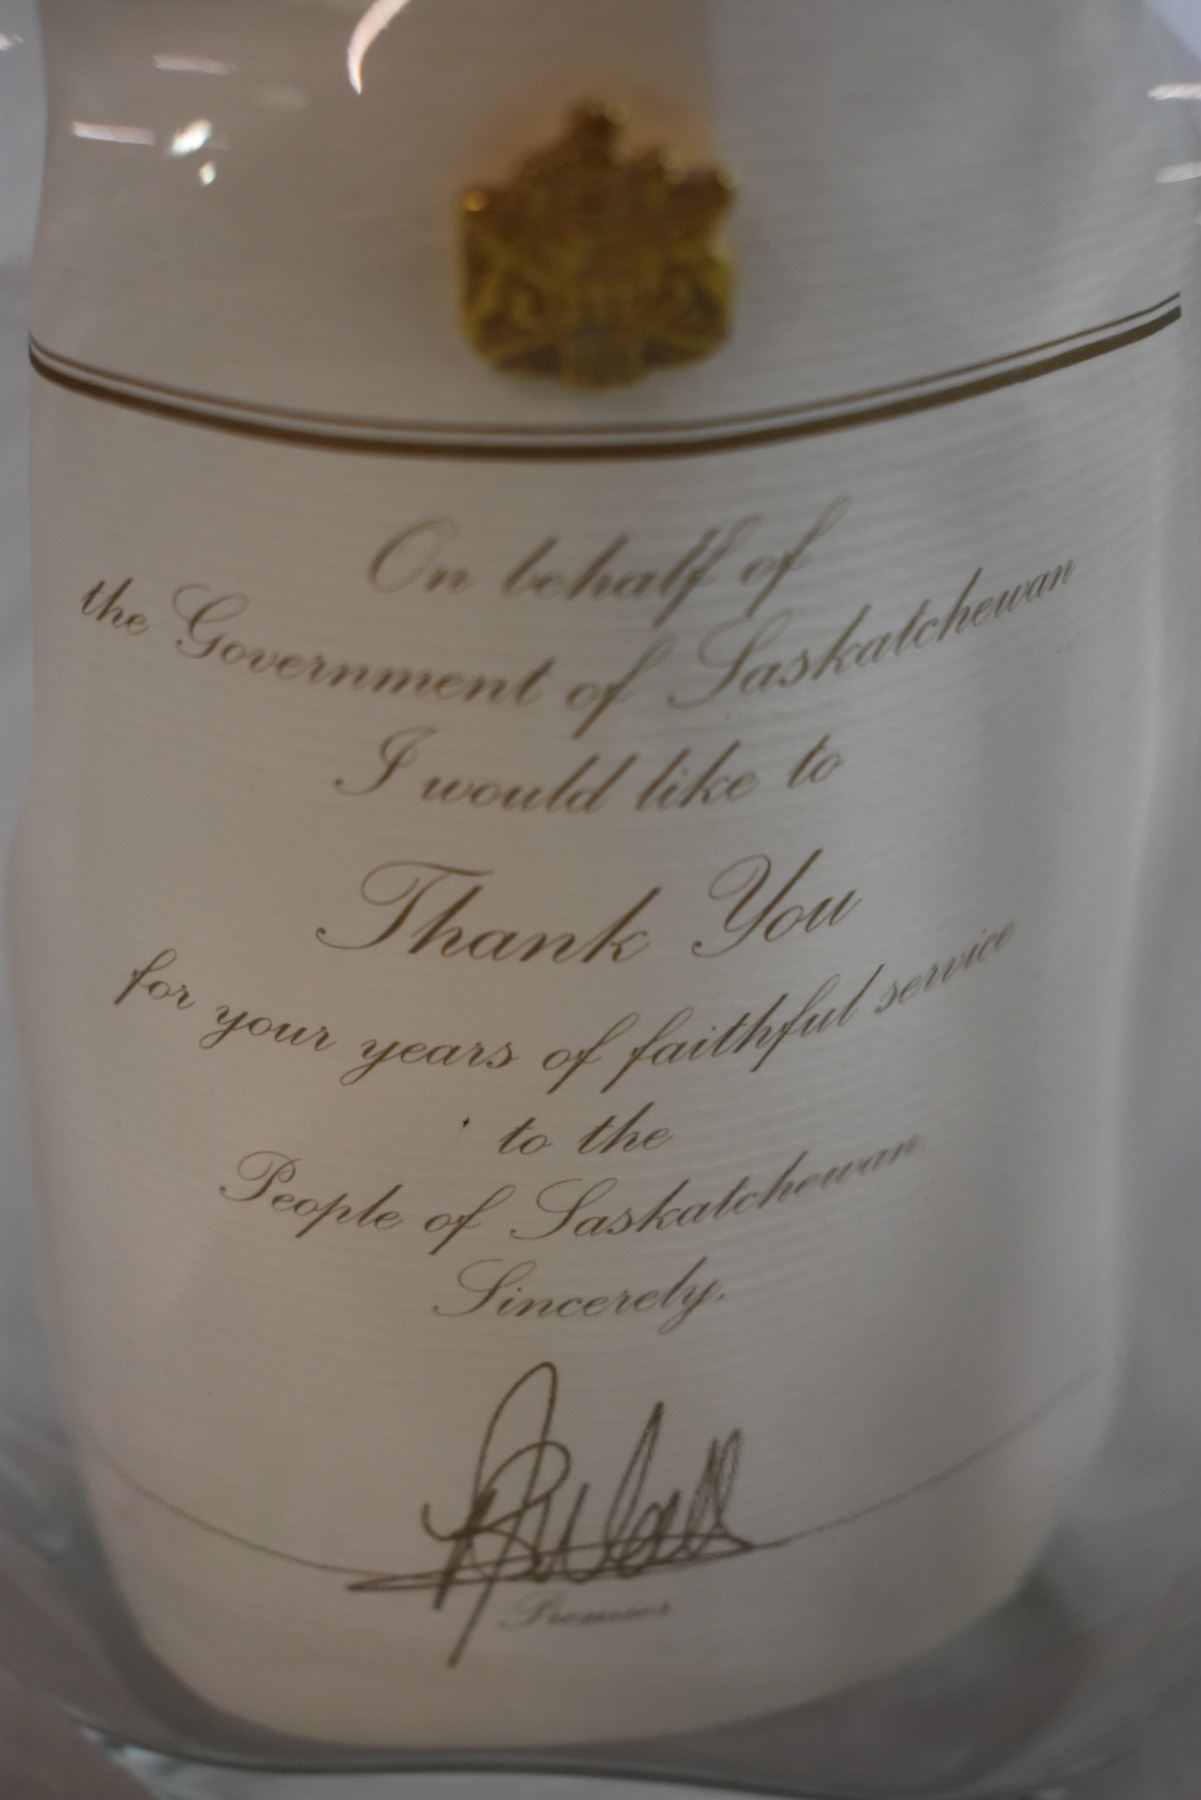 On behalf of
the Government of Saskatchewan
I would like to
Thank You
for your years of faithful service
to the
People of Saskatchewan
Sincerely,
B Wall
Premier